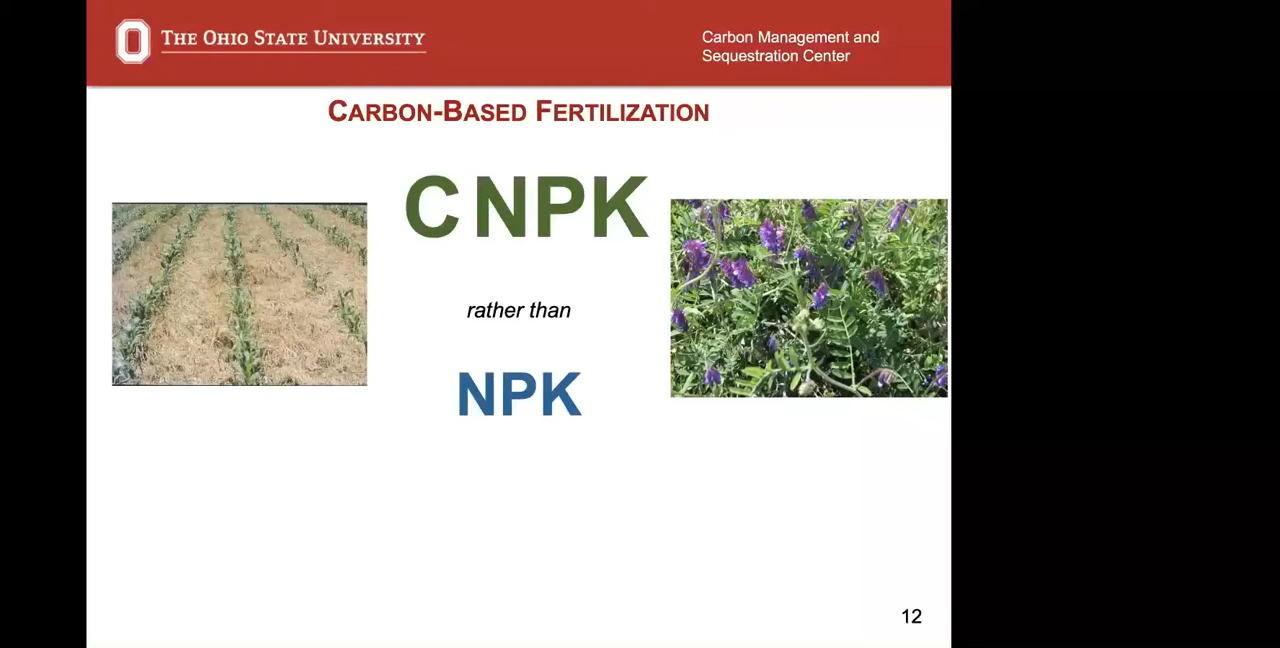 THE OHIO STATE UNIVERSITY
Carbon Management and
Sequestration Center
CARBON-BASED FERTILIZATION
C NPK
rather than
NPK
12